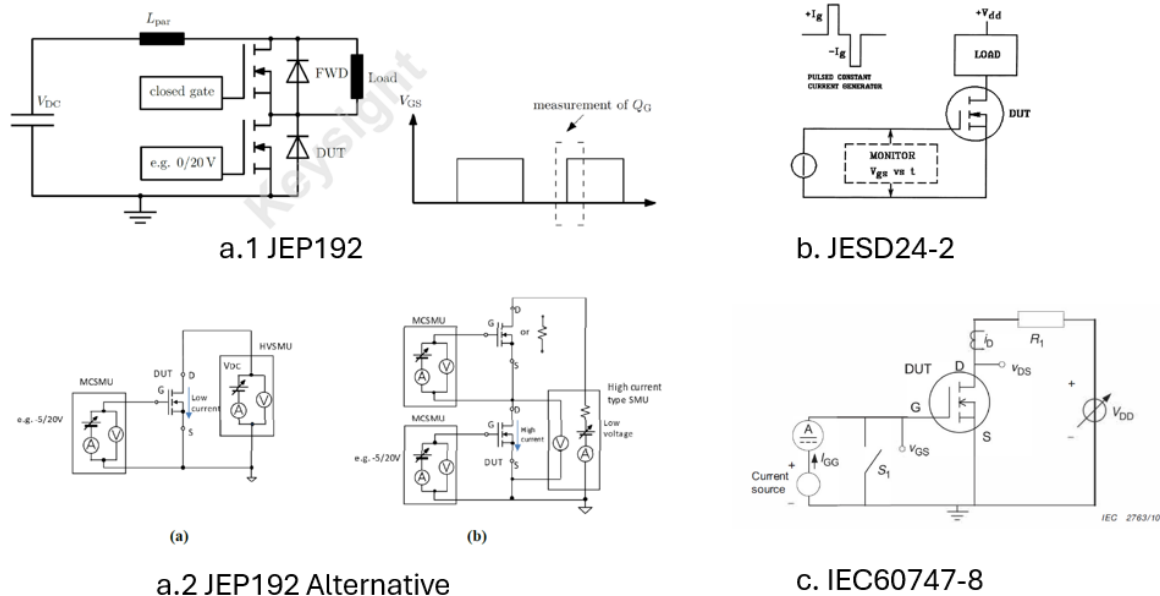 L_par
V_DC
closed gate
e.g. 0/20 V
FWD
Load
DUT
Keysight
V_GS
measurement of Q_G
a.1 JEP192
+I_g
-I_g
PULSED CONSTANT
CURRENT GENERATOR
+V_dd
LOAD
DUT
MONITOR
V_gs vs t
b. JESD24-2
MCSMU
e.g. -5/20V
A
V
DUT
D
G
S
Low
current
VDC
HVSMU
A
V
(a)
MCSMU
A
V
G
D
or
S
MCSMU
e.g. -5/20V
A
V
G
D
High
current
DUT
S
V
High current
type SMU
Low
voltage
A
(b)
a.2 JEP192 Alternative
DUT
D
G
S
i_D
R_1
v_DS
+
V_DD
−
A
I_GG
v_GS
S_1
Current
source
+
−
IEC 2763/10
c. IEC60747-8